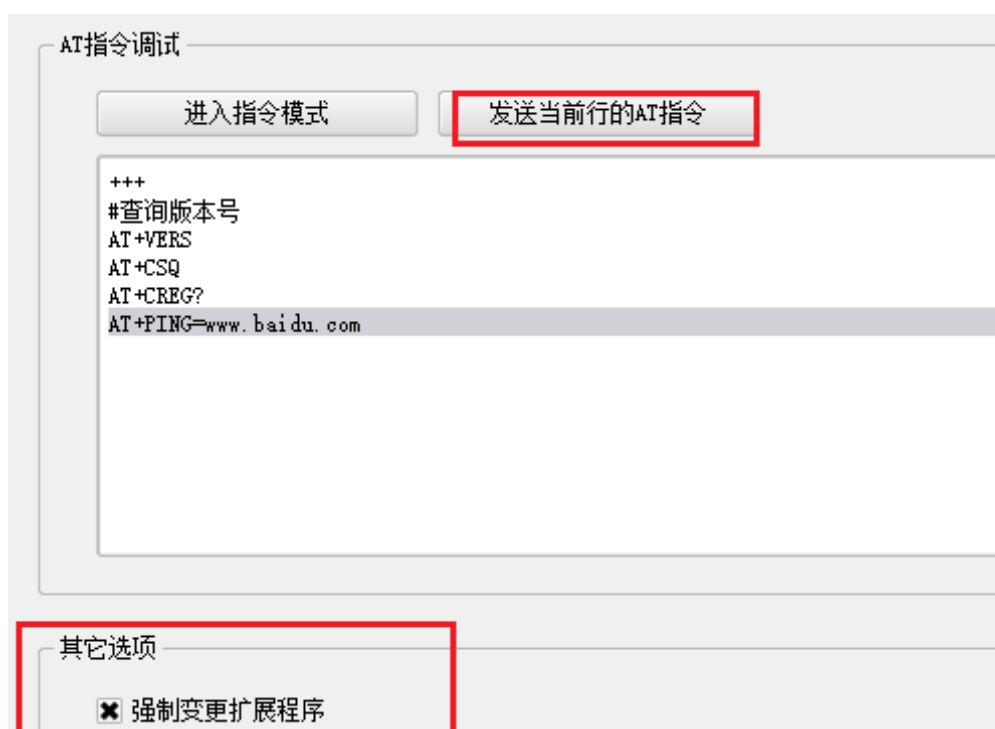 AT指令调试
进入指令模式 发送当前行的AT指令
+++
#查询版本号
AT+VERS
AT+CSQ
AT+CREG?
AT+PING=www.baidu.com
其它选项
强制变更扩展程序